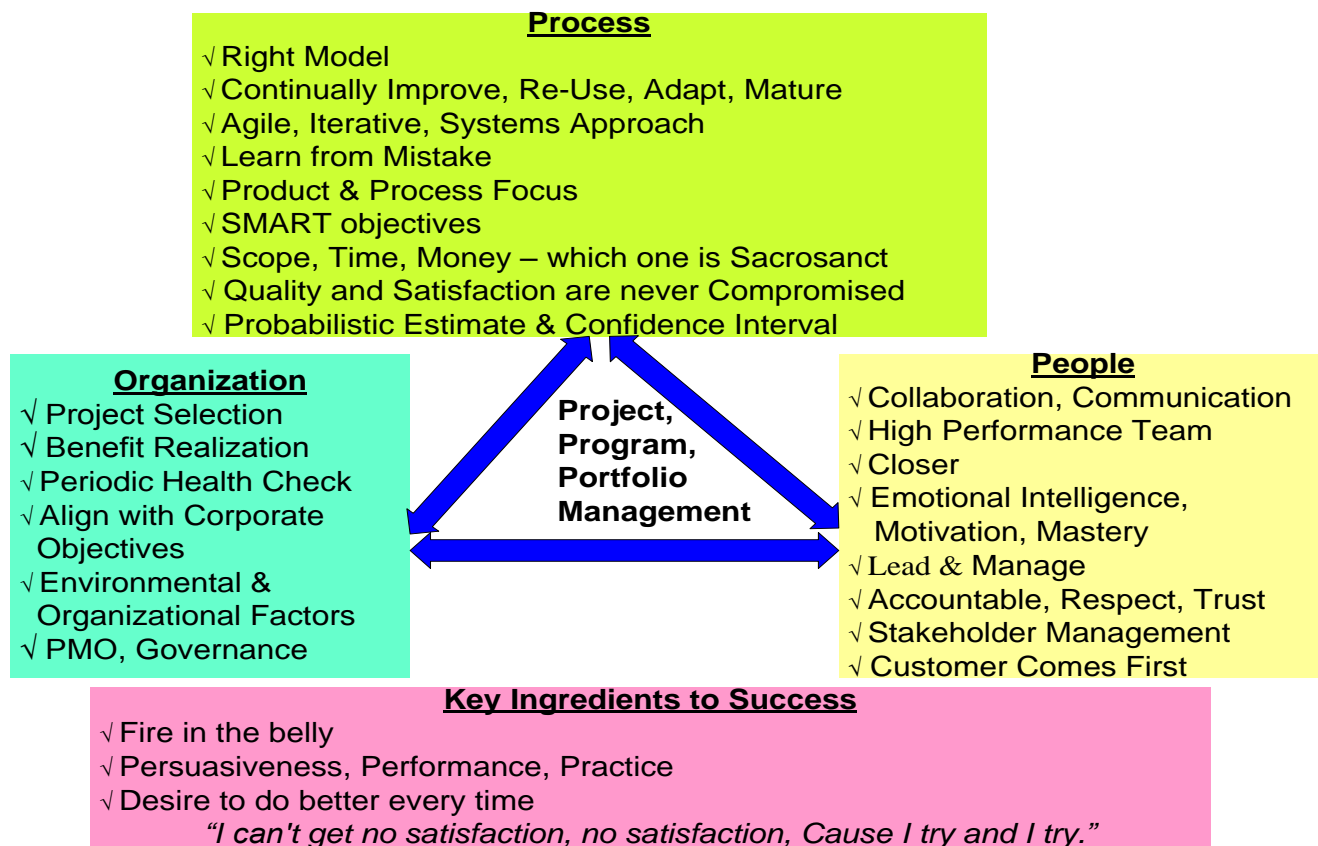 Process
√ Right Model
√ Continually Improve, Re-Use, Adapt, Mature
√ Agile, Iterative, Systems Approach
√ Learn from Mistake
√ Product & Process Focus
√ SMART objectives
√ Scope, Time, Money – which one is Sacrosanct
√ Quality and Satisfaction are never Compromised
√ Probabilistic Estimate & Confidence Interval
Organization
√ Project Selection
√ Benefit Realization
√ Periodic Health Check
√ Align with Corporate
Objectives
√ Environmental &
Organizational Factors
√ PMO, Governance
Project,
Program,
Portfolio
Management
People
√ Collaboration, Communication
√ High Performance Team
√ Closer
√ Emotional Intelligence,
Motivation, Mastery
√ Lead & Manage
√ Accountable, Respect, Trust
√ Stakeholder Management
√ Customer Comes First
Key Ingredients to Success
√ Fire in the belly
√ Persuasiveness, Performance, Practice
√ Desire to do better every time
“I can't get no satisfaction, no satisfaction, Cause I try and I try.”